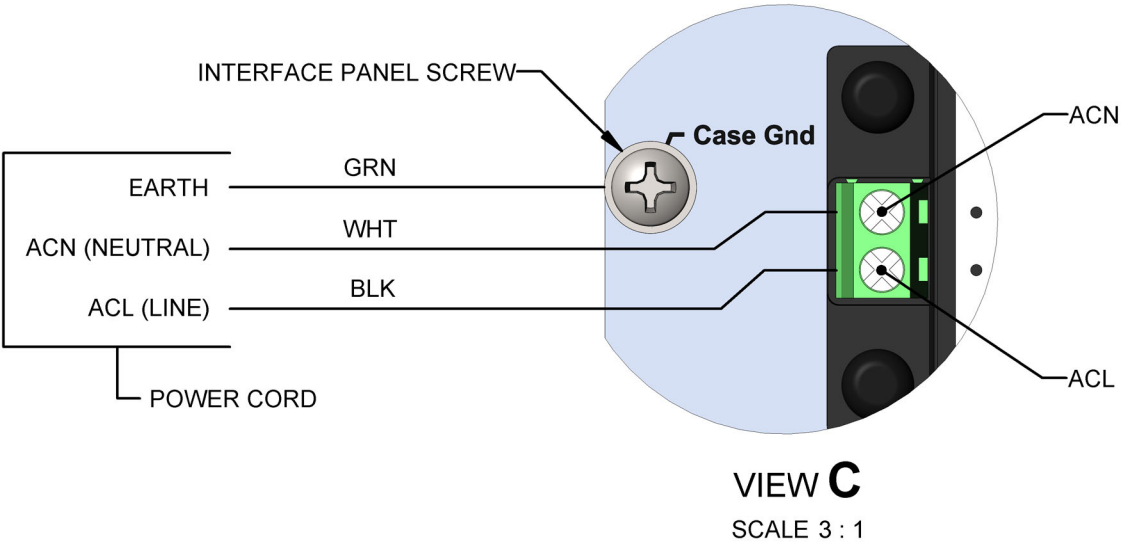 INTERFACE PANEL SCREW
ACN
Case Gnd
GRN
EARTH
WHT
ACN (NEUTRAL)
BLK
ACL (LINE)
ACL
POWER CORD
VIEW C
SCALE 3 : 1